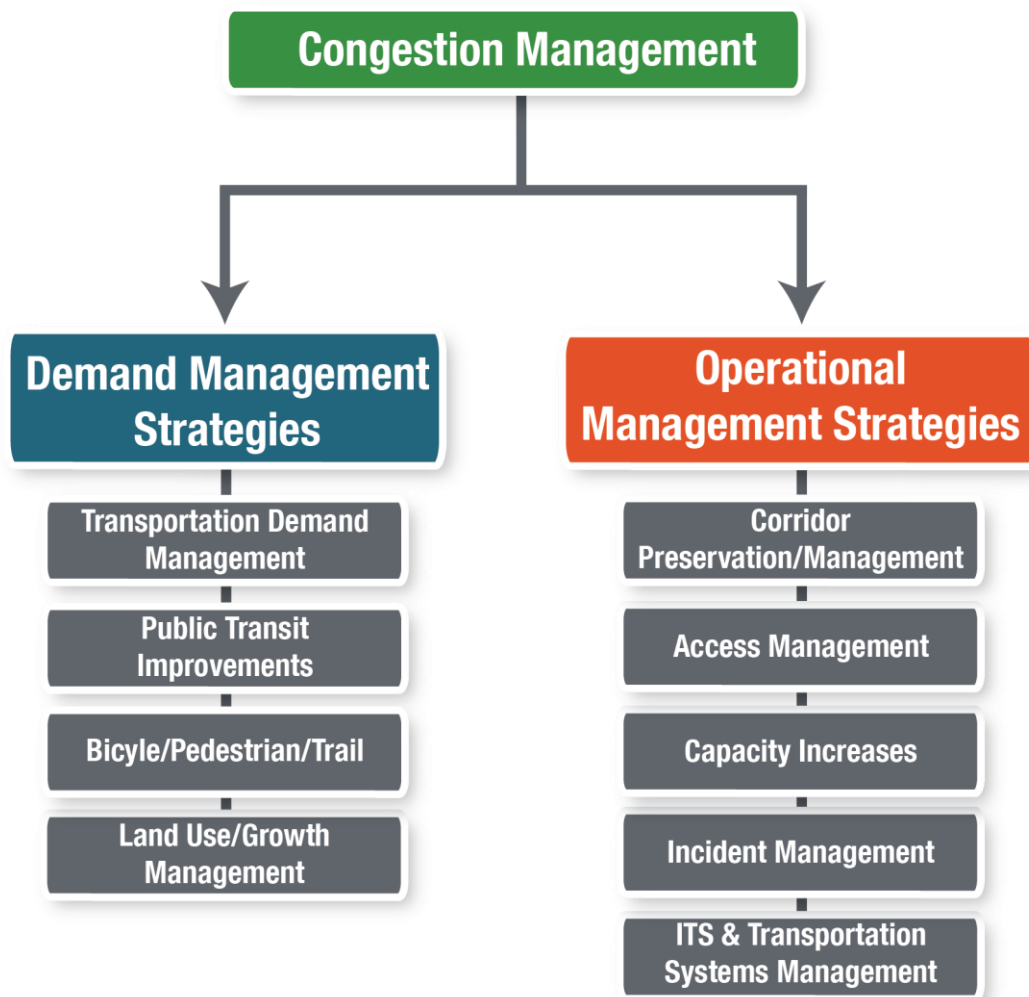 Congestion Management
Demand Management
Strategies
Transportation Demand
Management
Public Transit
Improvements
Bicyle/Pedestrian/Trail
Land Use/Growth
Management
Operational
Management Strategies
Corridor
Preservation/Management
Access Management
Capacity Increases
Incident Management
ITS & Transportation
Systems Management